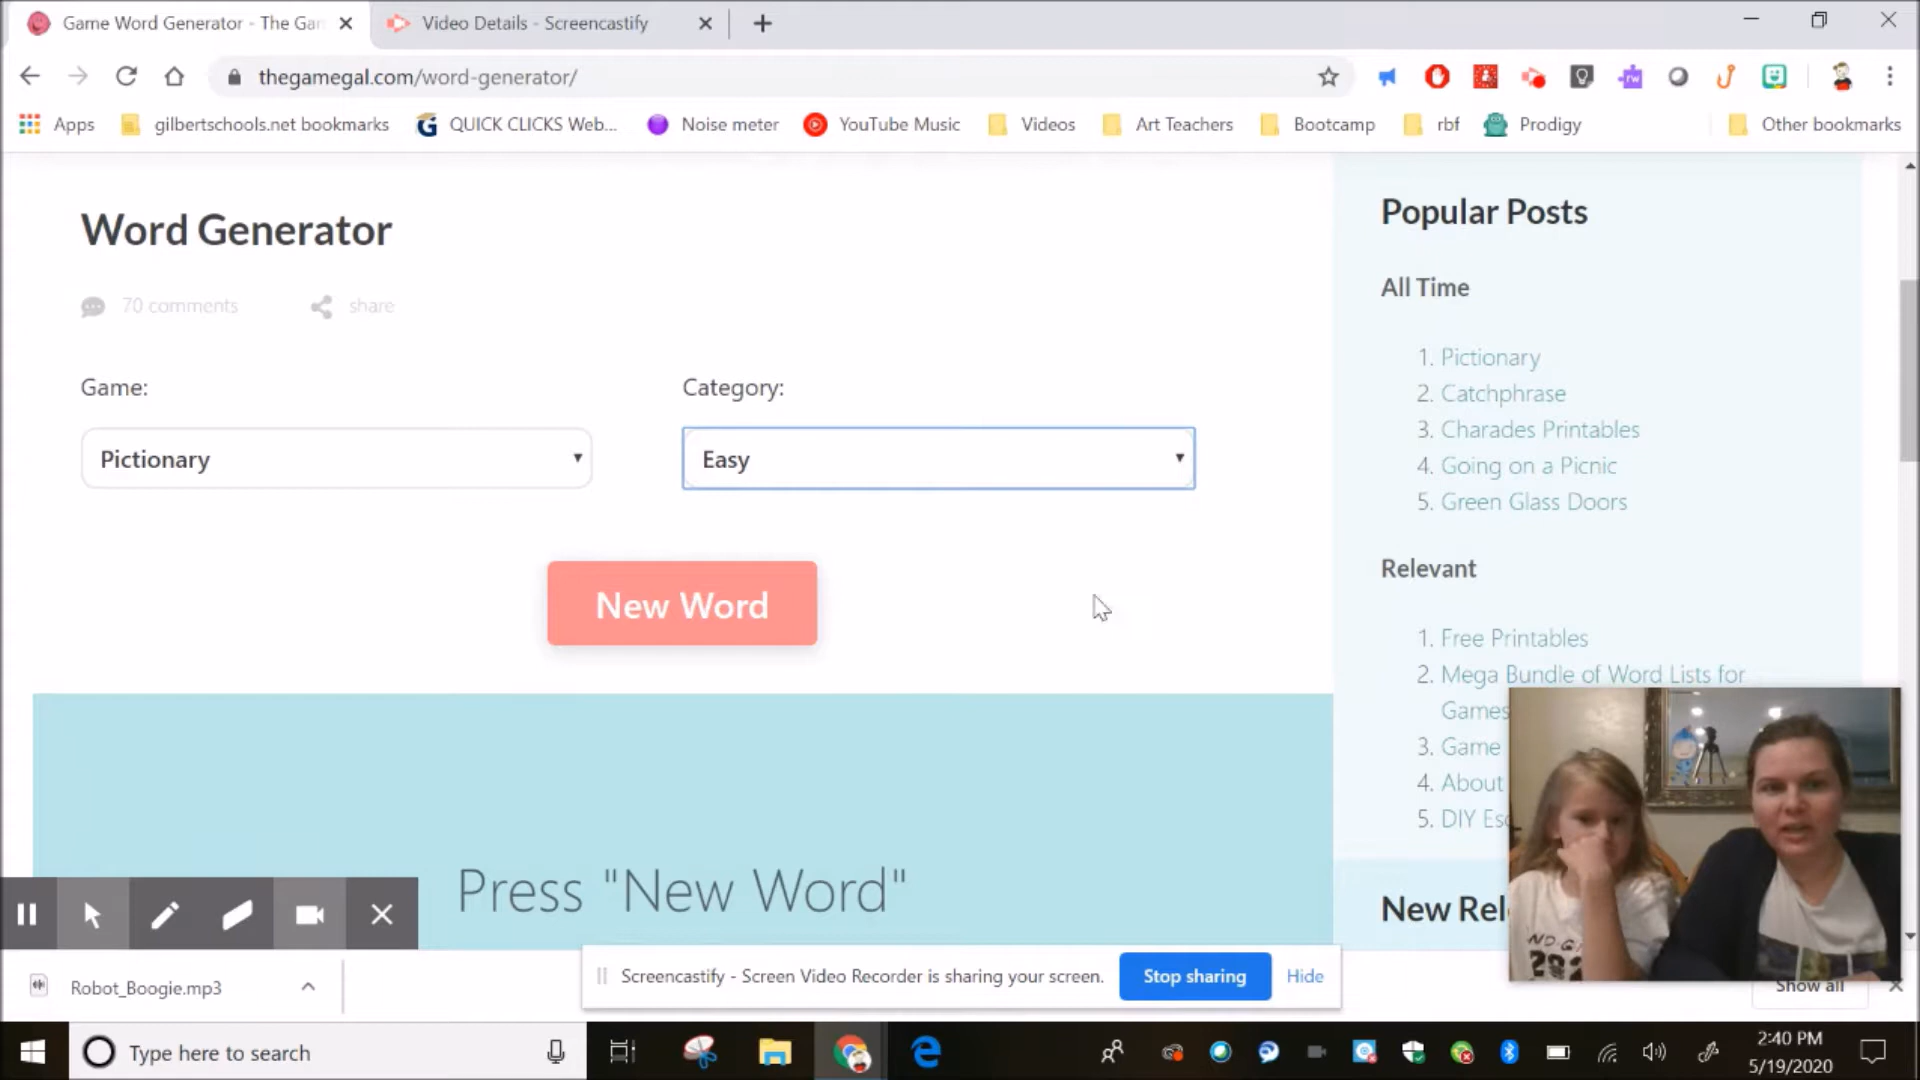 Game Word Generator - The Gam
Video Details - Screencastify
thegamegal.com/word-generator/
Apps
gilbertschools.net bookmarks
QUICK CLICKS Web...
Noise meter
YouTube Music
Videos
Art Teachers
Bootcamp
rbf
Prodigy
Other bookmarks
Word Generator
70 comments
share
Game:
Category:
Pictionary
Easy
New Word
Press "New Word"
Popular Posts
All Time
1. Pictionary
2. Catchphrase
3. Charades Printables
4. Going on a Picnic
5. Green Glass Doors
Relevant
1. Free Printables
2. Mega Bundle of Word Lists for
Games
3. Game
4. About
5. DIY Es
New Rel
Screencastify - Screen Video Recorder is sharing your screen.
Stop sharing
Hide
Robot_Boogie.mp3
Show all
Type here to search
2:40 PM
5/19/2020